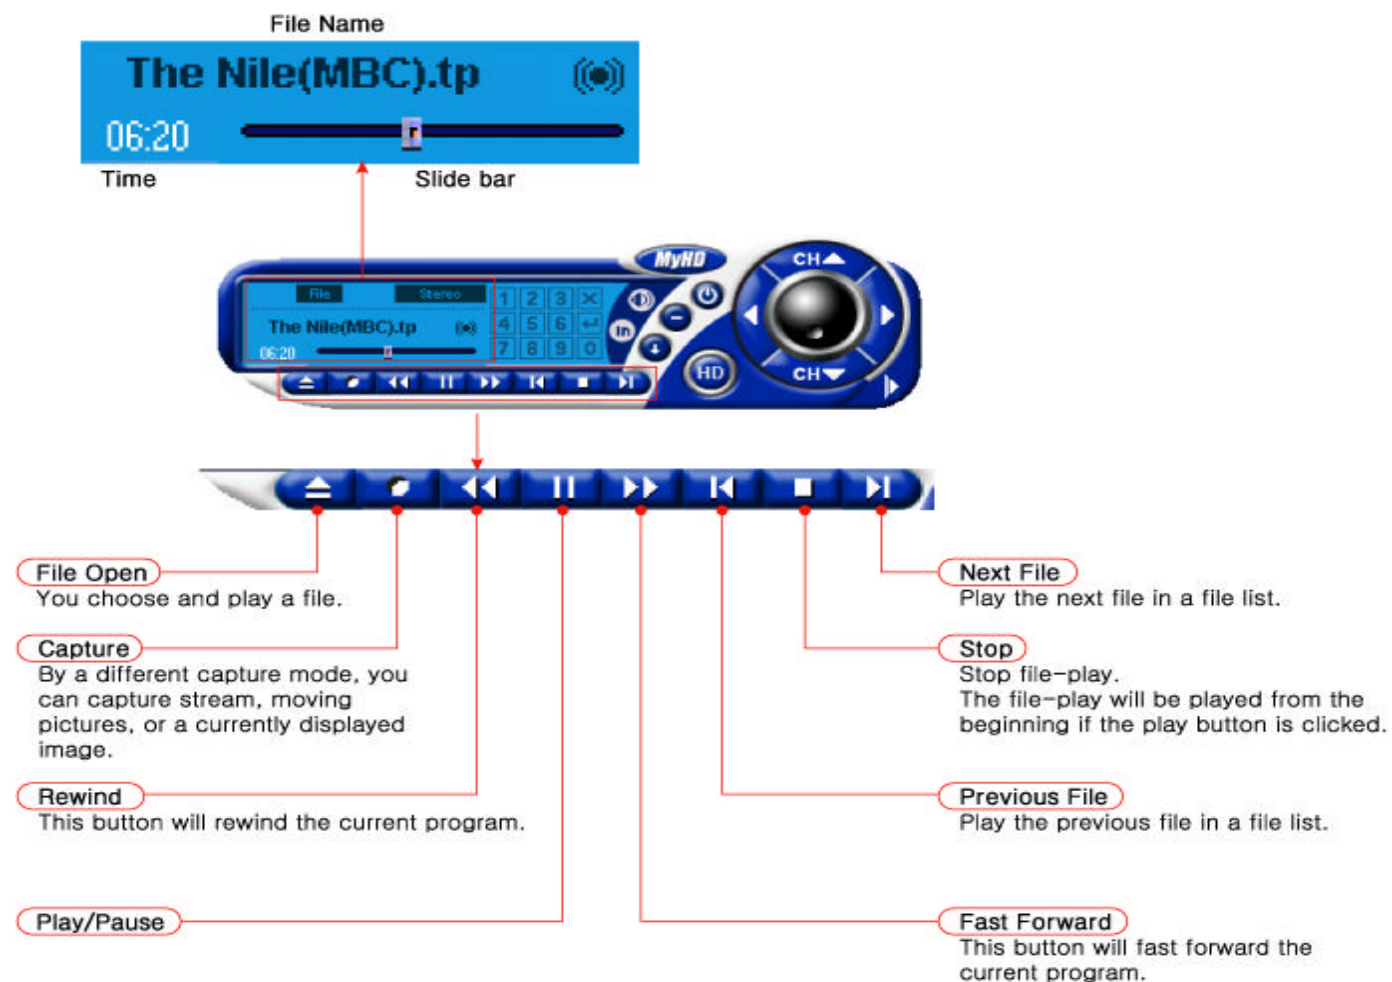 File Name
The Nile(MBC).tp
06:20
Time
Slide bar
MyHD
CH
File
Stereo
1 2 3
The Nile(MBC).tp
4 5 6
In
06:20
7 8 9 0
HD
CH
File Open
You choose and play a file.
Capture
By a different capture mode, you
can capture stream, moving
pictures, or a currently displayed
image.
Rewind
This button will rewind the current program.
Play/Pause
Next File
Play the next file in a file list.
Stop
Stop file-play.
The file-play will be played from the
beginning if the play button is clicked.
Previous File
Play the previous file in a file list.
Fast Forward
This button will fast forward the
current program.